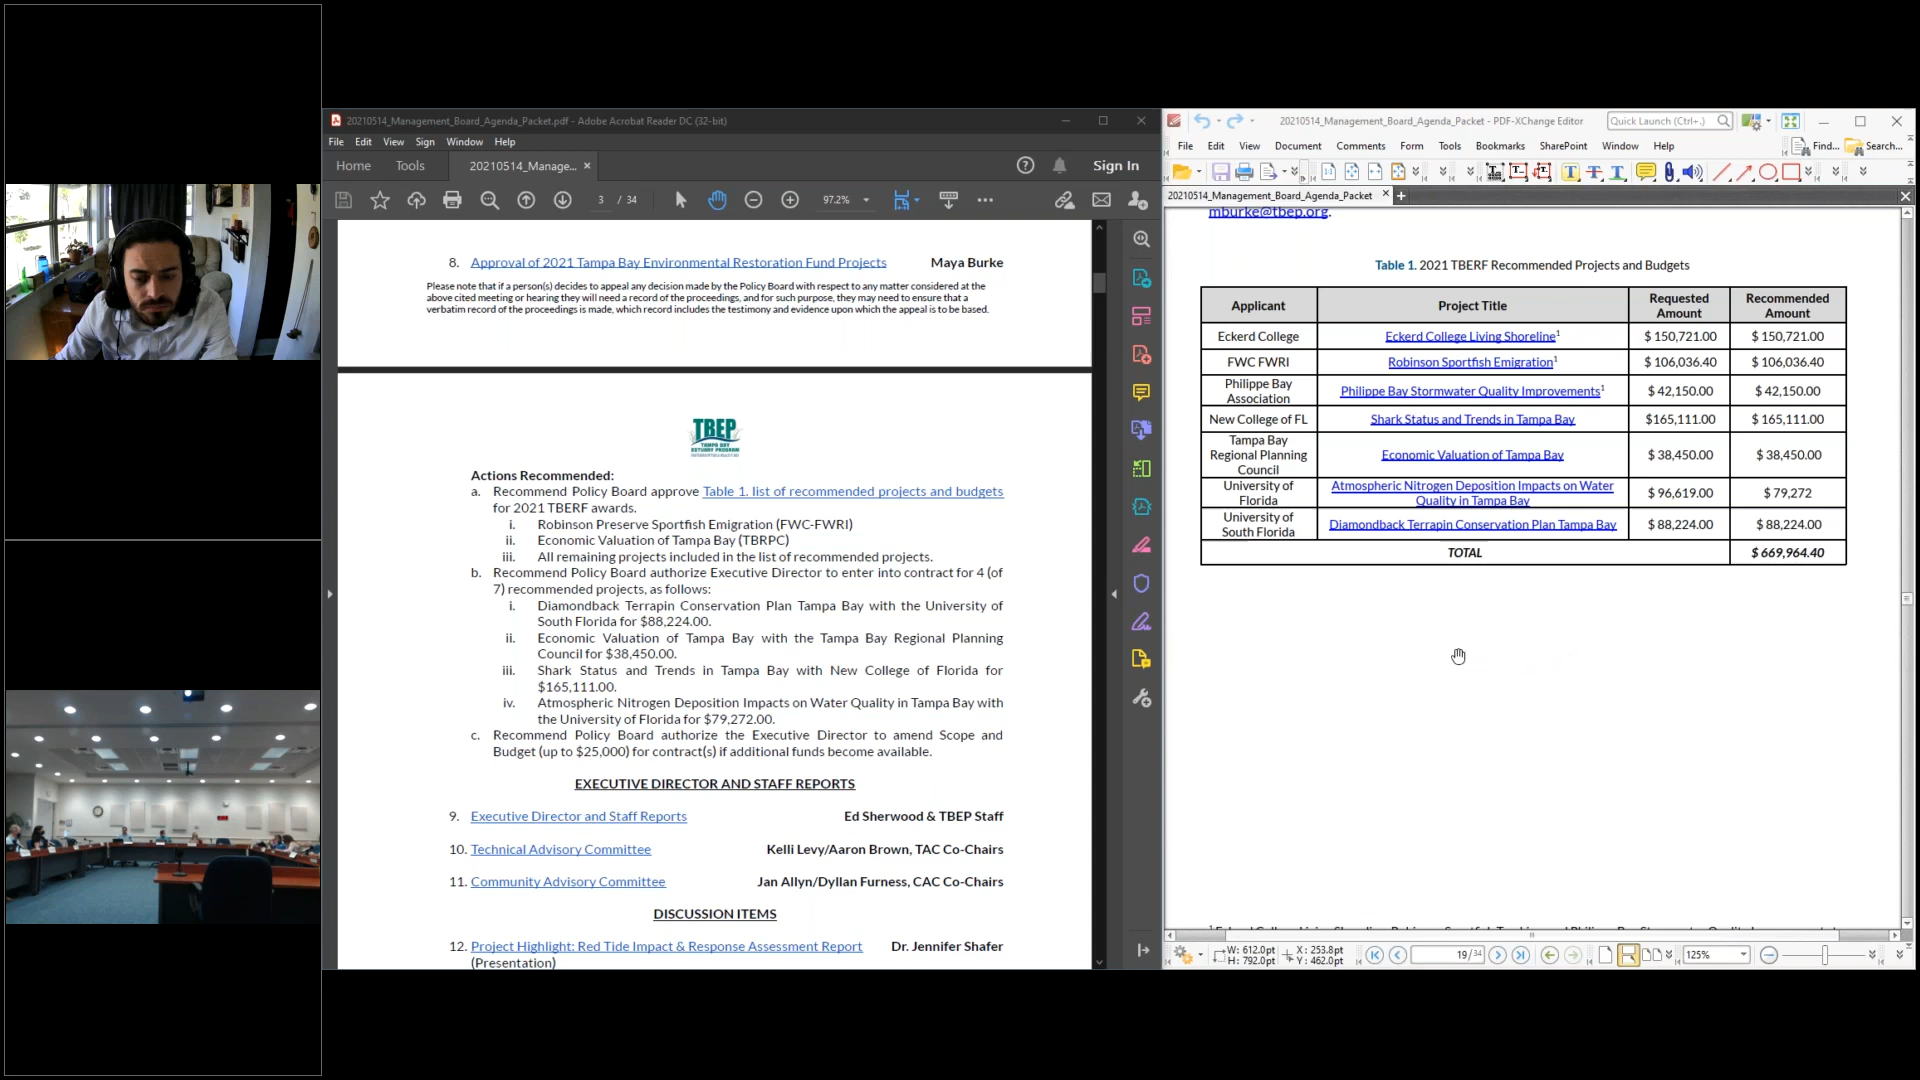 20210514_Management_Board_Agenda_Packet.pdf - Adobe Acrobat Reader DC (32-bit)
File Edit View Sign Window Help
Home Tools 20210514_Manage... × Sign In
3 / 34 97.2%
8. Approval of 2021 Tampa Bay Environmental Restoration Fund Projects Maya Burke
Please note that if a person(s) decides to appeal any decision made by the Policy Board with respect to any matter considered at the
above cited meeting or hearing they will need a record of the proceedings, and for such purpose, they may need to ensure that a
verbatim record of the proceedings is made, which record includes the testimony and evidence upon which the appeal is to be based.
TBEP
TAMPA BAY
ESTUARY PROGRAM
Actions Recommended:
a. Recommend Policy Board approve Table 1. list of recommended projects and budgets
for 2021 TBERF awards.
i. Robinson Preserve Sportfish Emigration (FWC-FWRI)
ii. Economic Valuation of Tampa Bay (TBRPC)
iii. All remaining projects included in the list of recommended projects.
b. Recommend Policy Board authorize Executive Director to enter into contract for 4 (of
7) recommended projects, as follows:
i. Diamondback Terrapin Conservation Plan Tampa Bay with the University of
South Florida for $88,224.00.
ii. Economic Valuation of Tampa Bay with the Tampa Bay Regional Planning
Council for $38,450.00.
iii. Shark Status and Trends in Tampa Bay with New College of Florida for
$165,111.00.
iv. Atmospheric Nitrogen Deposition Impacts on Water Quality in Tampa Bay with
the University of Florida for $79,272.00.
c. Recommend Policy Board authorize the Executive Director to amend Scope and
Budget (up to $25,000) for contract(s) if additional funds become available.
EXECUTIVE DIRECTOR AND STAFF REPORTS
9. Executive Director and Staff Reports Ed Sherwood & TBEP Staff
10. Technical Advisory Committee Kelli Levy/Aaron Brown, TAC Co-Chairs
11. Community Advisory Committee Jan Allyn/Dyllan Furness, CAC Co-Chairs
DISCUSSION ITEMS
12. Project Highlight: Red Tide Impact & Response Assessment Report Dr. Jennifer Shafer
(Presentation)
20210514_Management_Board_Agenda_Packet - PDF-XChange Editor Quick Launch (Ctrl+.)
File Edit View Document Comments Form Tools Bookmarks SharePoint Window Help Find... Search...
20210514_Management_Board_Agenda_Packet
mburke@tbep.org.
Table 1. 2021 TBERF Recommended Projects and Budgets
Applicant Project Title Requested Amount Recommended Amount
Eckerd College Eckerd College Living Shoreline¹ $ 150,721.00 $ 150,721.00
FWC FWRI Robinson Sportfish Emigration¹ $ 106,036.40 $ 106,036.40
Philippe Bay Association Philippe Bay Stormwater Quality Improvements¹ $ 42,150.00 $ 42,150.00
New College of FL Shark Status and Trends in Tampa Bay $165,111.00 $ 165,111.00
Tampa Bay Regional Planning Council Economic Valuation of Tampa Bay $ 38,450.00 $ 38,450.00
University of Florida Atmospheric Nitrogen Deposition Impacts on Water Quality in Tampa Bay $ 96,619.00 $ 79,272
University of South Florida Diamondback Terrapin Conservation Plan Tampa Bay $ 88,224.00 $ 88,224.00
TOTAL $ 669,964.40
W: 612.0pt X: 253.8pt 19 / 34 125%
H: 792.0pt Y: 462.0pt